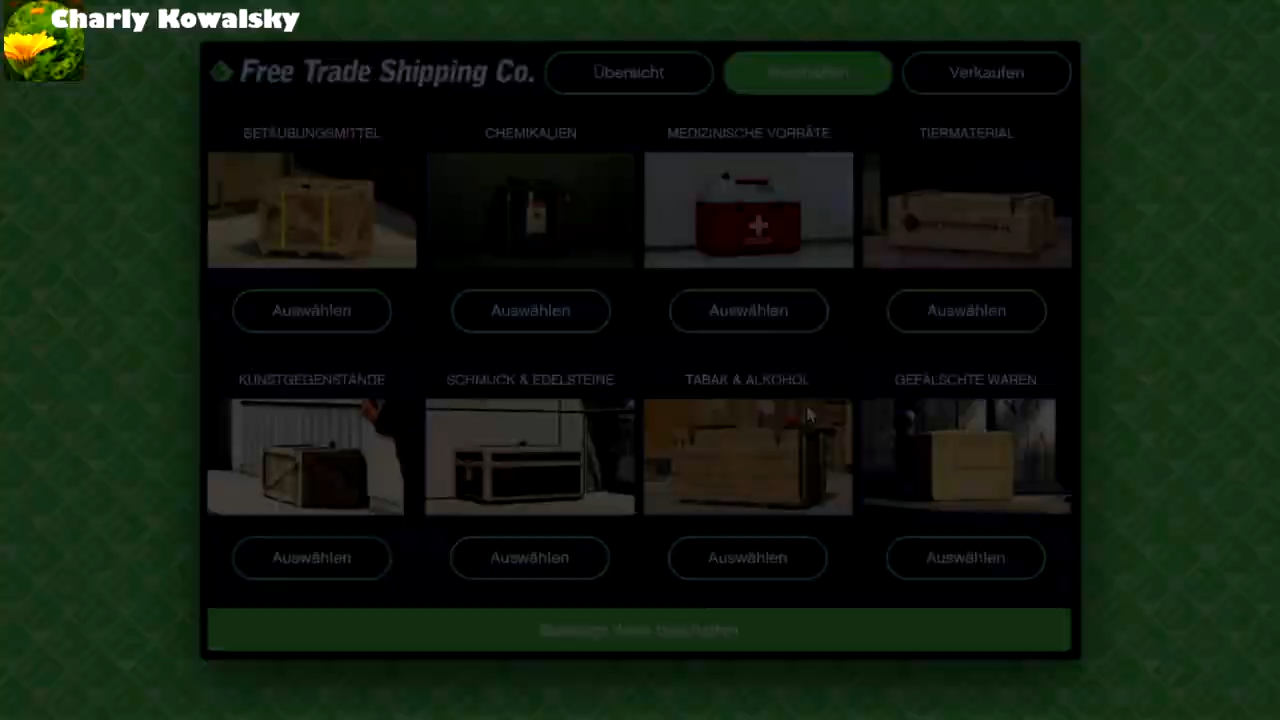 Charly Kowalsky
Free Trade Shipping Co.
Übersicht
Verkaufen
BETÄUBUNGSMITTEL
CHEMIKALIEN
MEDIZINISCHE VORRÄTE
TIERMATERIAL
Auswählen
Auswählen
Auswählen
Auswählen
KUNSTGEGENSTÄNDE
SCHMUCK & EDELSTEINE
TABAK & ALKOHOL
GEFÄLSCHTE WAREN
Auswählen
Auswählen
Auswählen
Auswählen